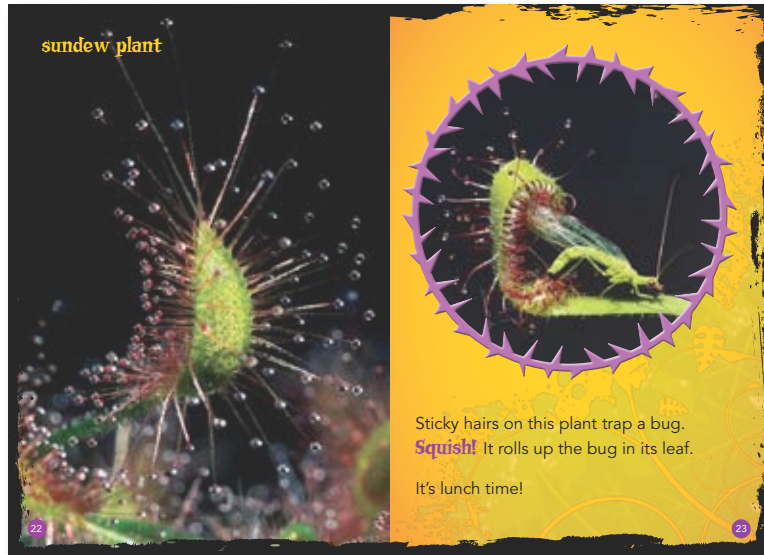 sundew plant
22
Sticky hairs on this plant trap a bug.
Squish! It rolls up the bug in its leaf.
It's lunch time!
23